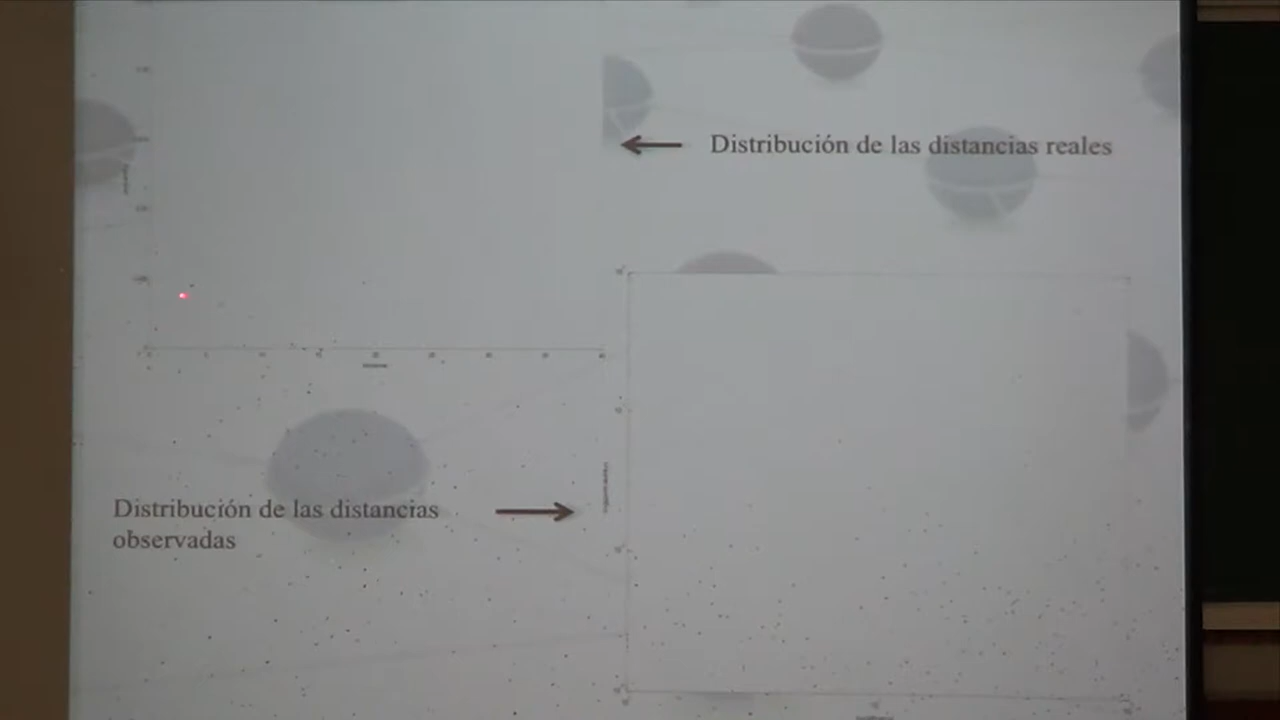 Distribución de las distancias reales
Distribución de las distancias
observadas